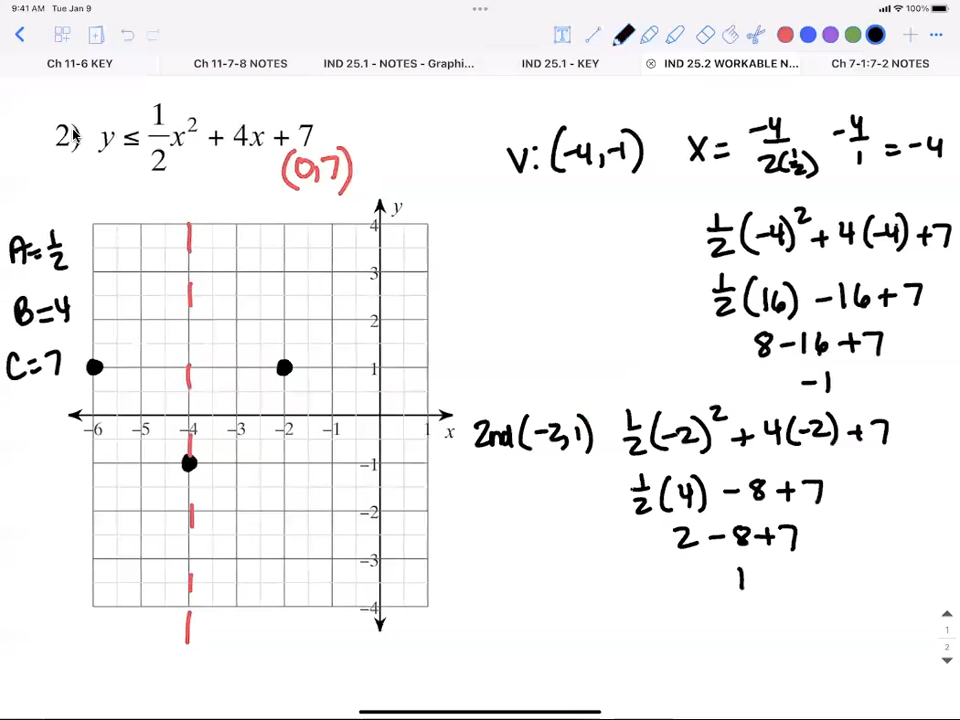 9:41 AM Tue Jan 9
100%
Ch 11-6 KEY
Ch 11-7-8 NOTES
IND 25.1 - NOTES - Graphi...
IND 25.1 - KEY
IND 25.2 WORKABLE N...
Ch 7-1:7-2 NOTES
2) y ≤ 1/2 x² + 4x + 7
(0,7)
V: (-4,-1) X = -4/2(1/2) -4/1 = -4
A=1/2
B=4
C=7
1/2(-4)² + 4(-4) + 7
1/2(16) - 16 + 7
8 - 16 + 7
-1
2nd (-2,1) 1/2(-2)² + 4(-2) + 7
1/2(4) - 8 + 7
2 - 8 + 7
1
y
4
3
2
1
-6 -5 -4 -3 -2 -1 1 x
-1
-2
-3
-4
1
2